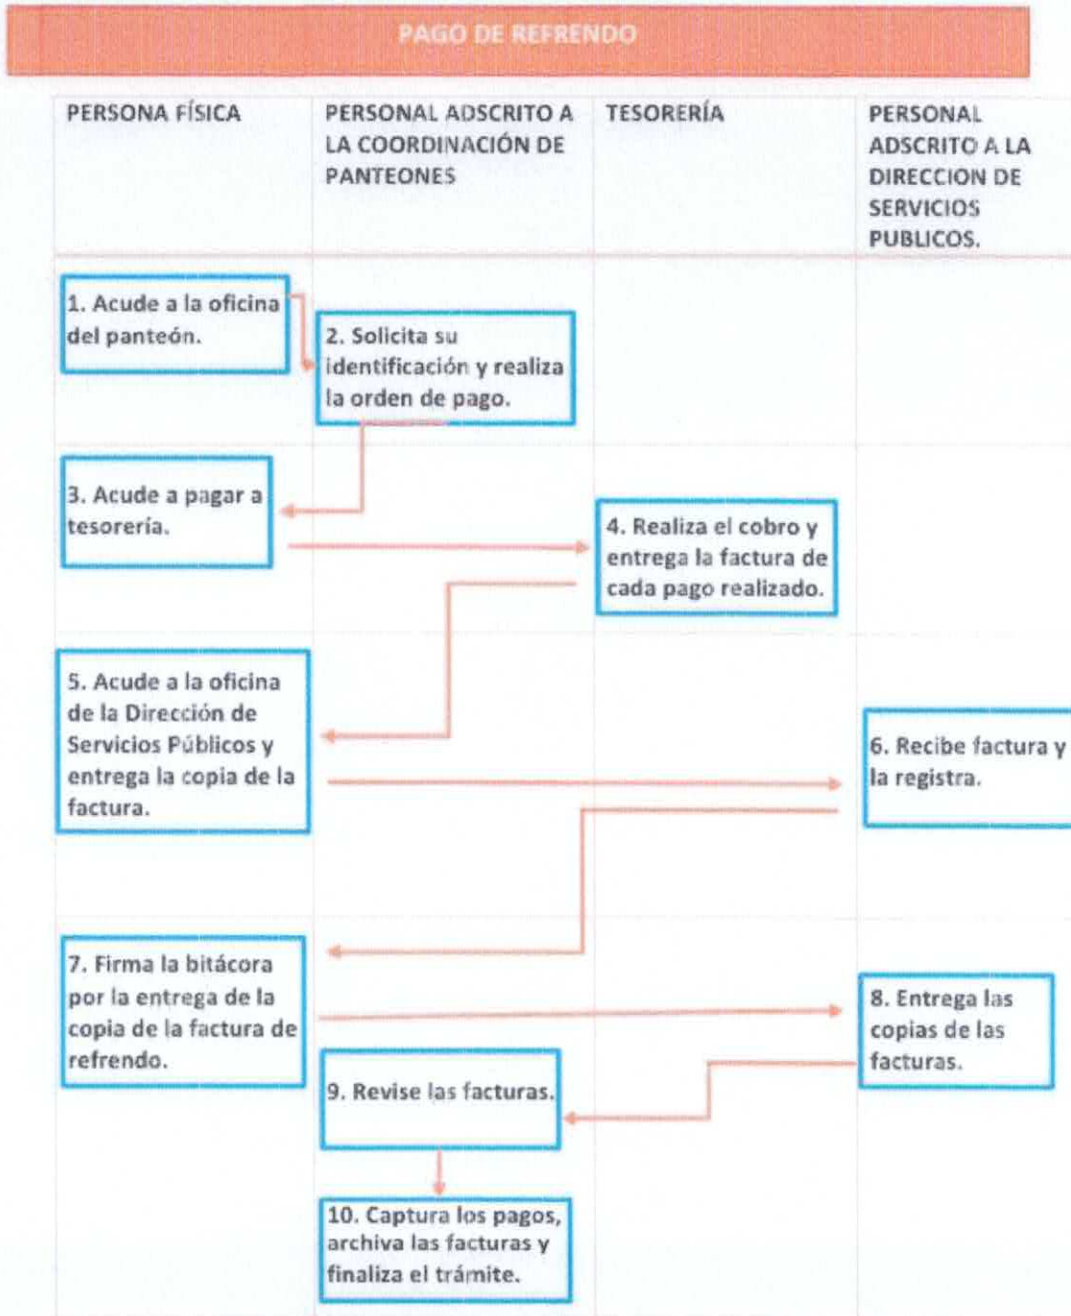 PAGO DE REFRENDO
PERSONA FÍSICA
PERSONAL ADSCRITO A
LA COORDINACIÓN DE
PANTEONES
TESORERÍA
PERSONAL
ADSCRITO A LA
DIRECCION DE
SERVICIOS
PUBLICOS.
1. Acude a la oficina
del panteón.
2. Solicita su
identificación y realiza
la orden de pago.
3. Acude a pagar a
tesorería.
4. Realiza el cobro y
entrega la factura de
cada pago realizado.
5. Acude a la oficina
de la Dirección de
Servicios Públicos y
entrega la copia de la
factura.
6. Recibe factura y
la registra.
7. Firma la bitácora
por la entrega de la
copia de la factura de
refrendo.
8. Entrega las
copias de las
facturas.
9. Revise las facturas.
10. Captura los pagos,
archiva las facturas y
finaliza el trámite.